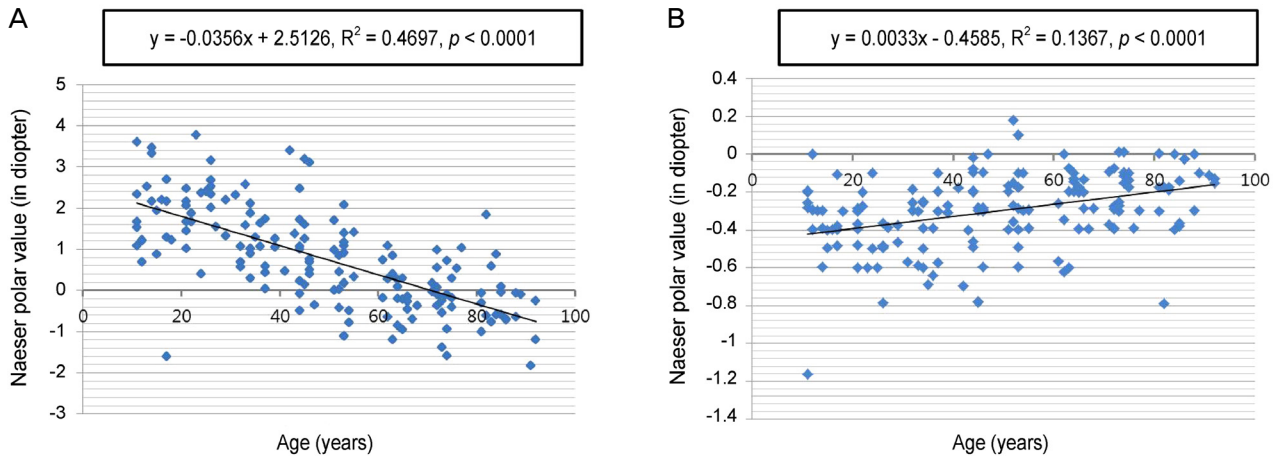 A
y = -0.0356x + 2.5126, R² = 0.4697, p < 0.0001
Naeser polar value (in diopter)
5
4
3
2
1
0
-1
-2
-3
0 20 40 60 80 100
Age (years)
B
y = 0.0033x - 0.4585, R² = 0.1367, p < 0.0001
Naeser polar value (in diopter)
0.4
0.2
0
-0.2
-0.4
-0.6
-0.8
-1
-1.2
-1.4
0 20 40 60 80 100
Age (years)